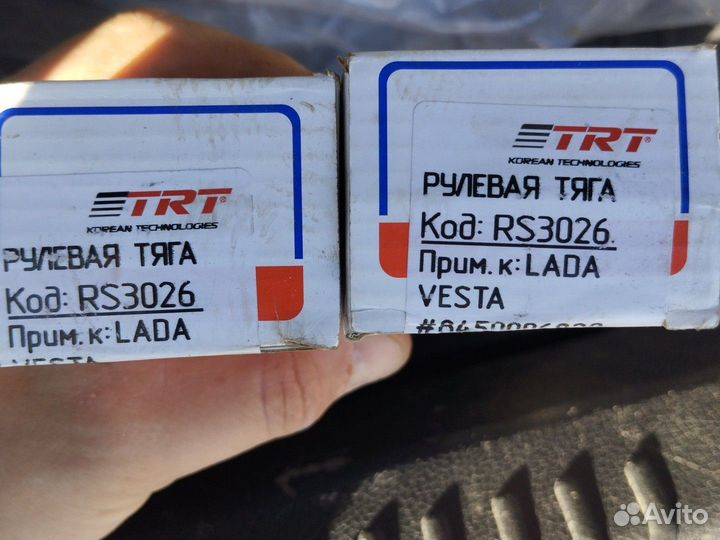 TRT
KOREAN TECHNOLOGIES
РУЛЕВАЯ ТЯГА
Код: RS3026
Прим. к: LADA
TRT
KOREAN TECHNOLOGIES
РУЛЕВАЯ ТЯГА
Код: RS3026
Прим. к: LADA
VESTA
Avito